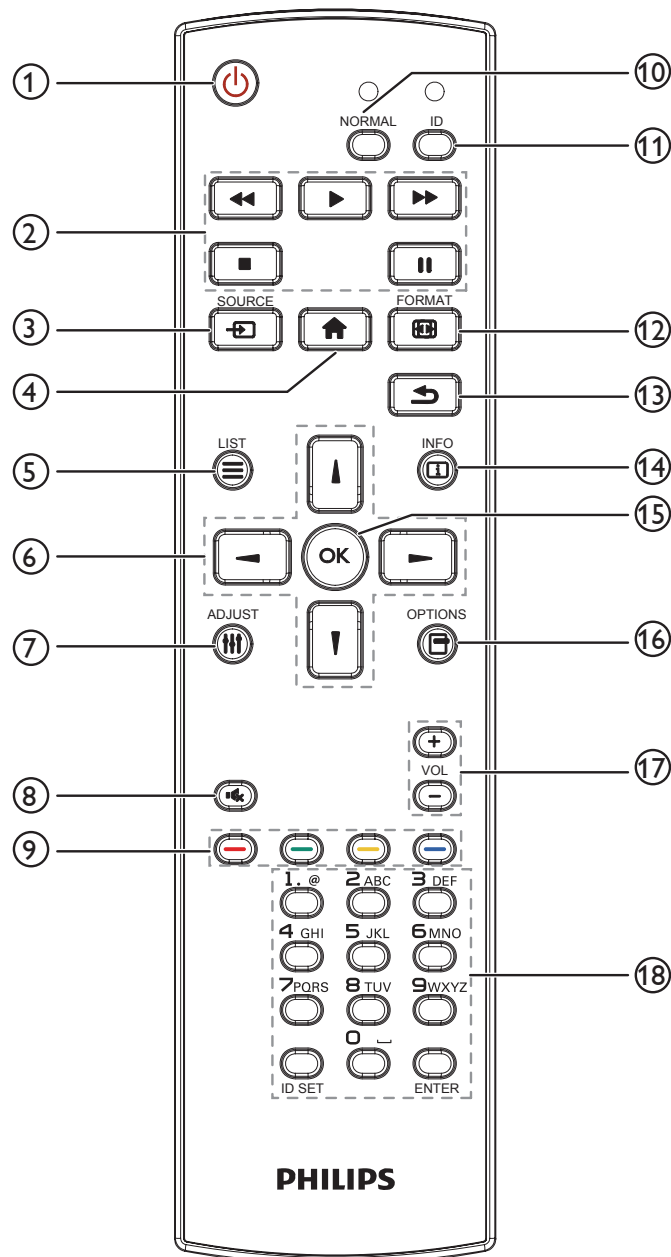 1
10
NORMAL ID
11
2
SOURCE FORMAT
3
12
4
13
LIST INFO
5
14
15
OK
6
ADJUST OPTIONS
7
16
+
VOL
17
−
8
9
1. @ 2 ABC 3 DEF
4 GHI 5 JKL 6 MNO
18
7 PQRS 8 TUV 9 WXYZ
0 ⎵
ID SET ENTER
PHILIPS